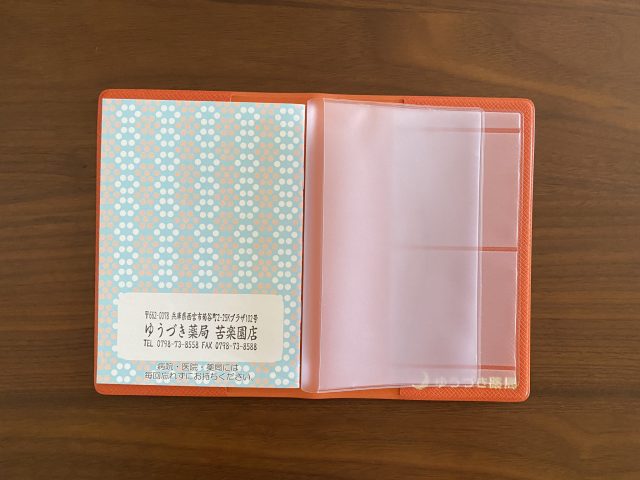 〒662-0078 兵庫県西宮市菊谷町2-25Kプラザ102号
ゆうづき薬局 苦楽園店
TEL 0798-73-8558 FAX 0798-73-8588
病院・医院・薬局には
毎回忘れずにお持ちください。
ゆうづき薬局